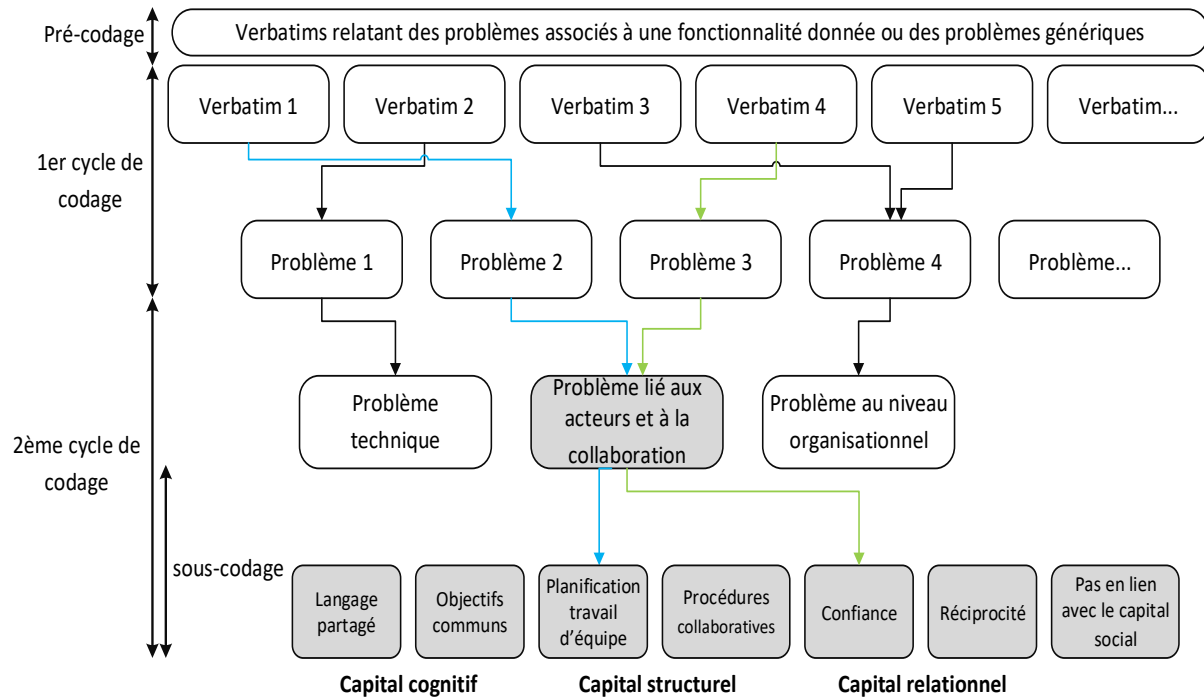 Pré-codage
Verbatims relatant des problèmes associés à une fonctionnalité donnée ou des problèmes génériques
1er cycle de
codage
Verbatim 1
Verbatim 2
Verbatim 3
Verbatim 4
Verbatim 5
Verbatim...
Problème 1
Problème 2
Problème 3
Problème 4
Problème...
2ème cycle de
codage
Problème
technique
Problème lié aux
acteurs et à la
collaboration
Problème au niveau
organisationnel
sous-codage
Langage
partagé
Objectifs
communs
Planification
travail
d’équipe
Procédures
collaboratives
Confiance
Réciprocité
Pas en lien
avec le capital
social
Capital cognitif
Capital structurel
Capital relationnel